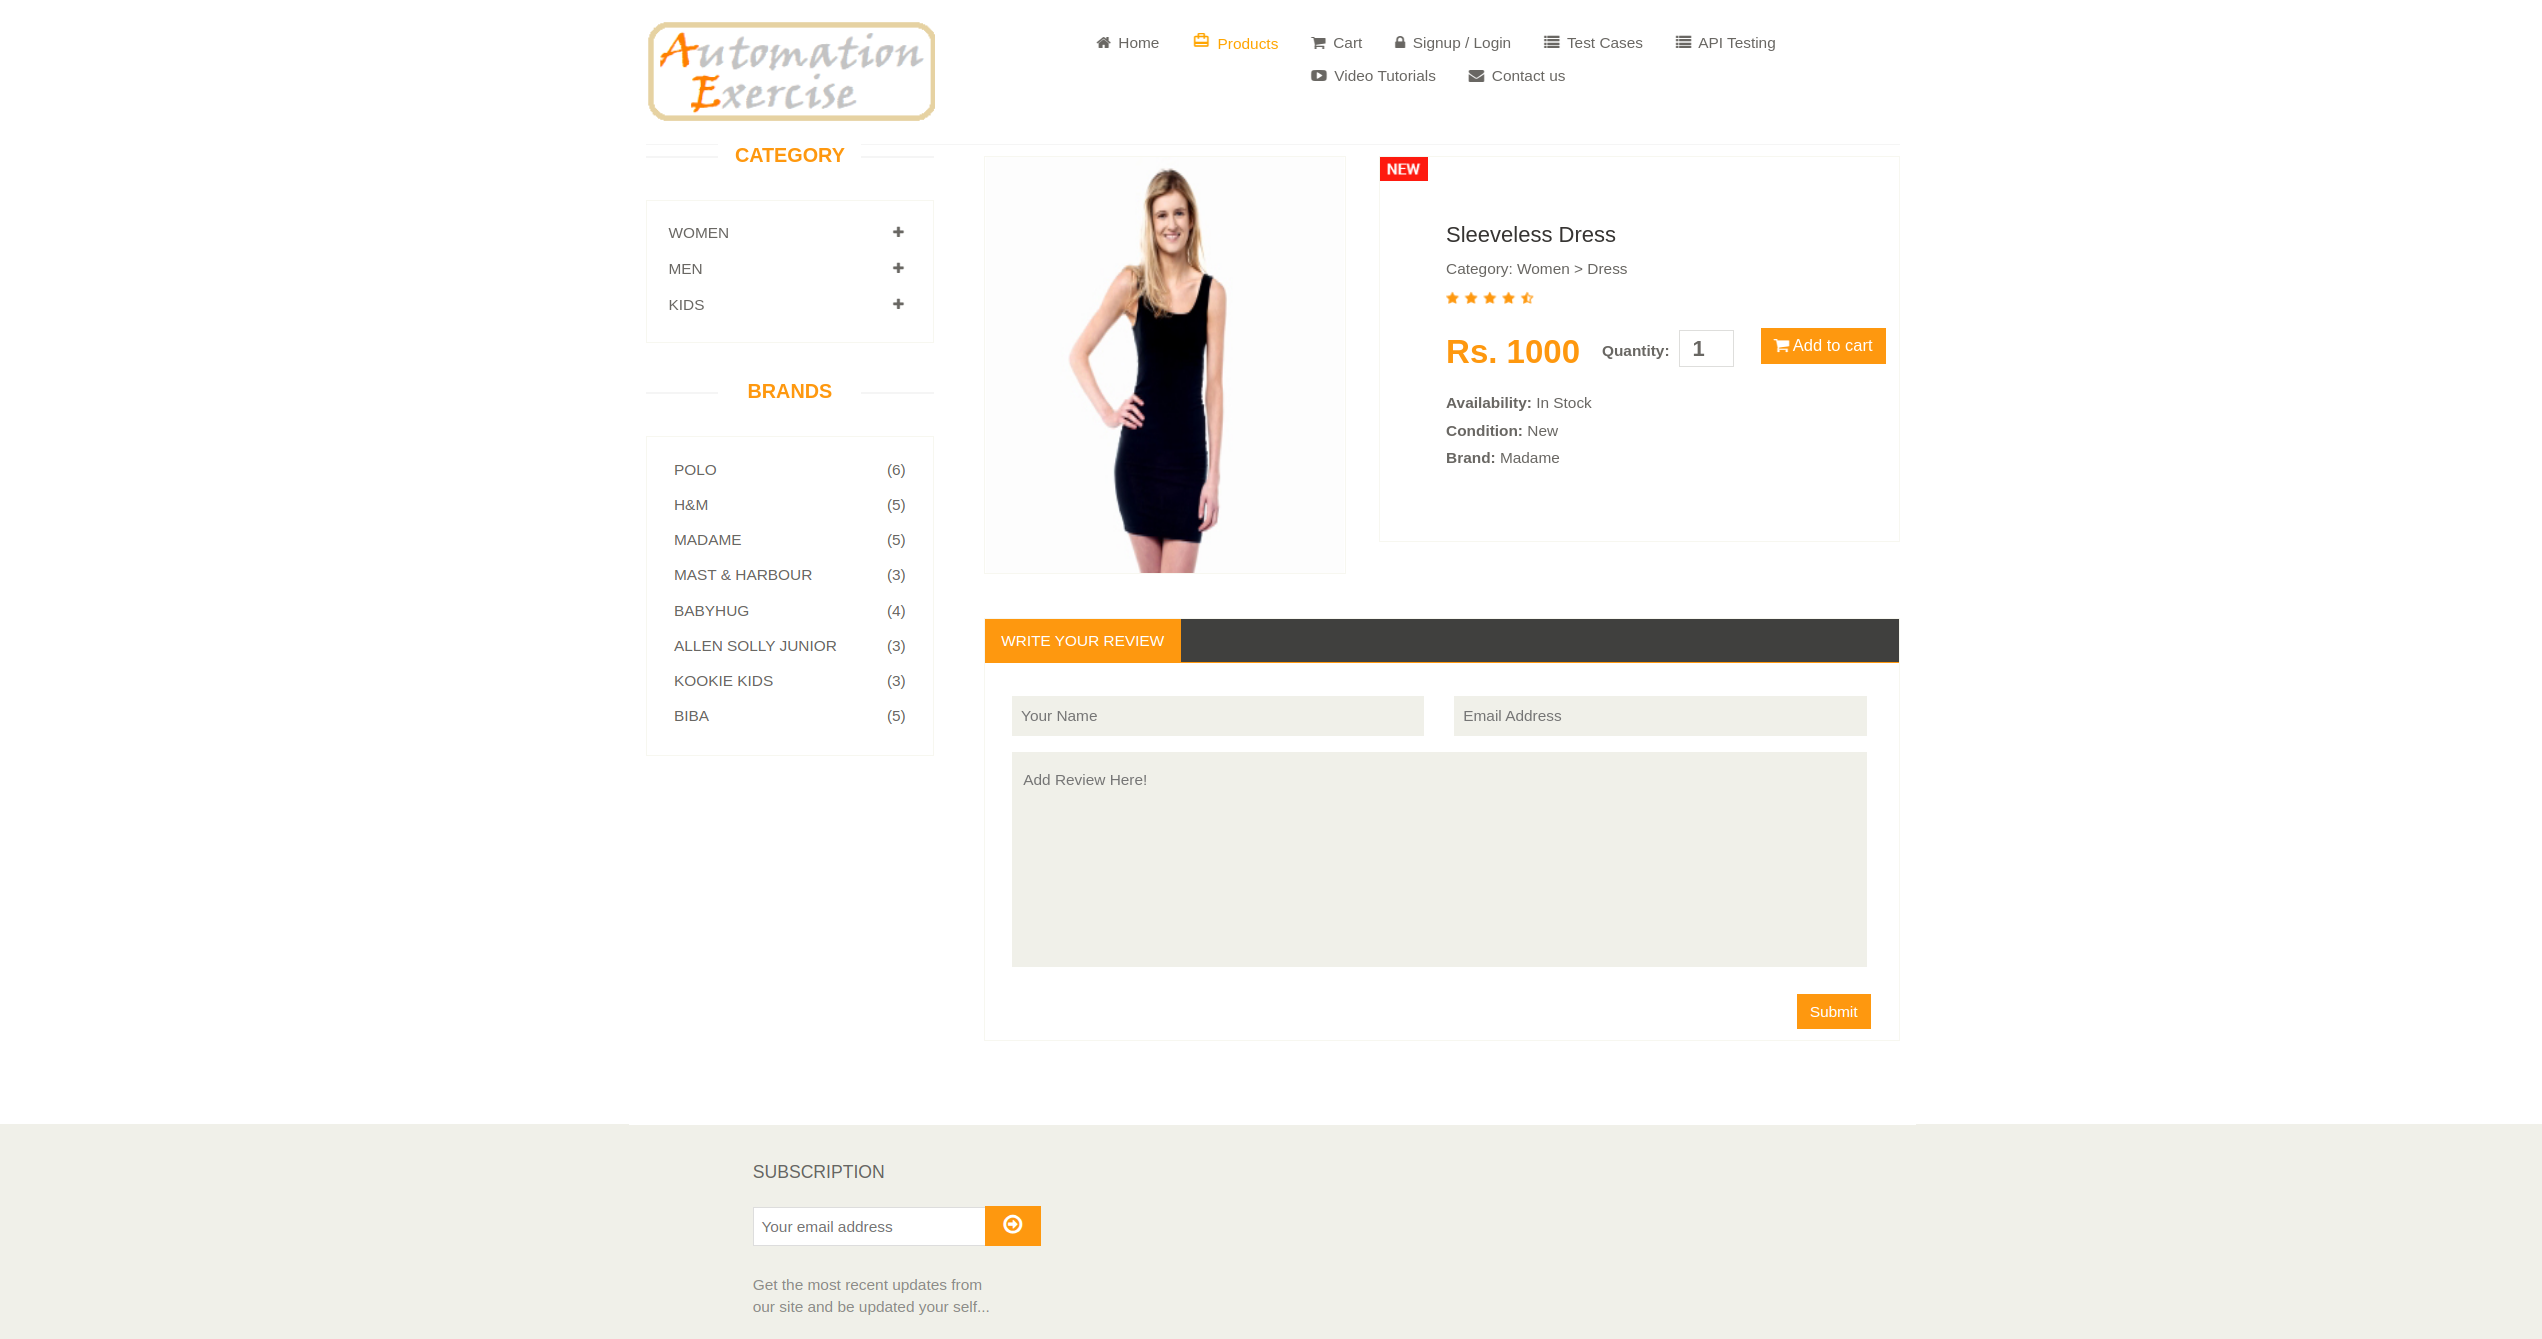 Automation
Exercise
Home
Products
Cart
Signup / Login
Test Cases
API Testing
Video Tutorials
Contact us
CATEGORY
WOMEN
MEN
KIDS
BRANDS
POLO (6)
H&M (5)
MADAME (5)
MAST & HARBOUR (3)
BABYHUG (4)
ALLEN SOLLY JUNIOR (3)
KOOKIE KIDS (3)
BIBA (5)
NEW
Sleeveless Dress
Category: Women > Dress
Rs. 1000 Quantity: 1 Add to cart
Availability: In Stock
Condition: New
Brand: Madame
WRITE YOUR REVIEW
Your Name
Email Address
Add Review Here!
Submit
SUBSCRIPTION
Your email address
Get the most recent updates from
our site and be updated your self...